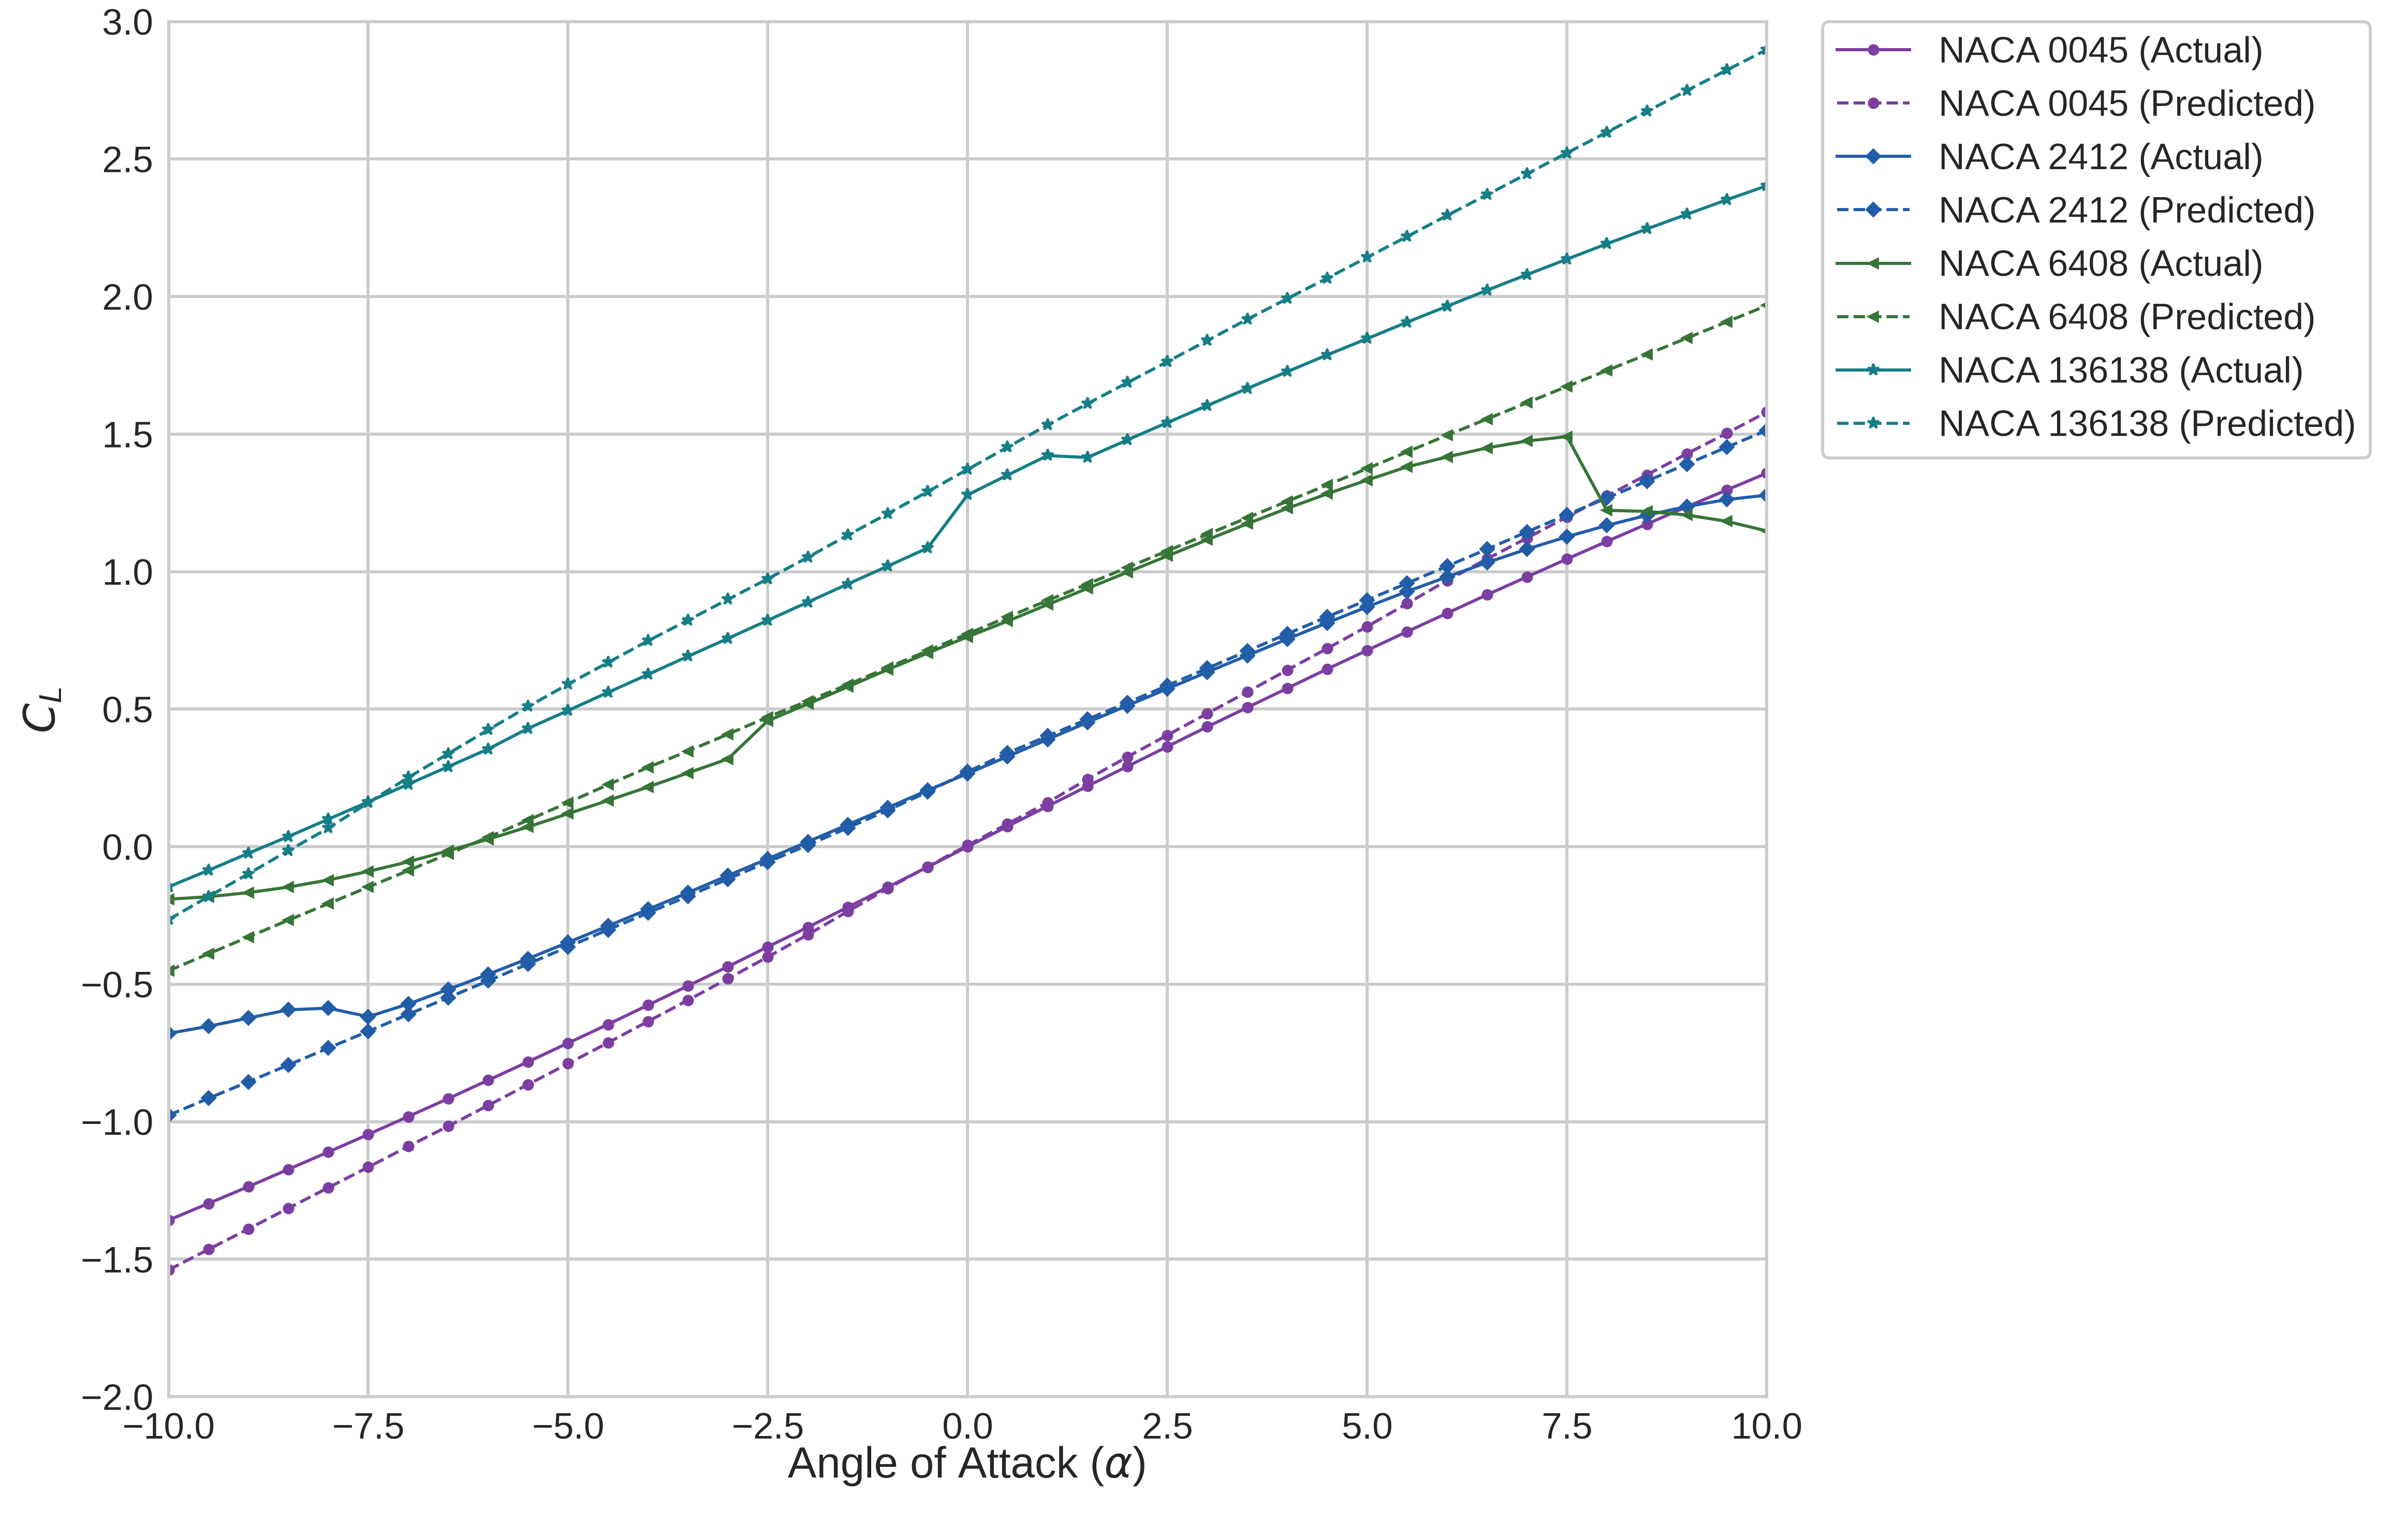 3.0
2.5
2.0
1.5
1.0
0.5
0.0
−0.5
−1.0
−1.5
−2.0
C_L
−10.0 −7.5 −5.0 −2.5 0.0 2.5 5.0 7.5 10.0
Angle of Attack (α)
NACA 0045 (Actual)
NACA 0045 (Predicted)
NACA 2412 (Actual)
NACA 2412 (Predicted)
NACA 6408 (Actual)
NACA 6408 (Predicted)
NACA 136138 (Actual)
NACA 136138 (Predicted)